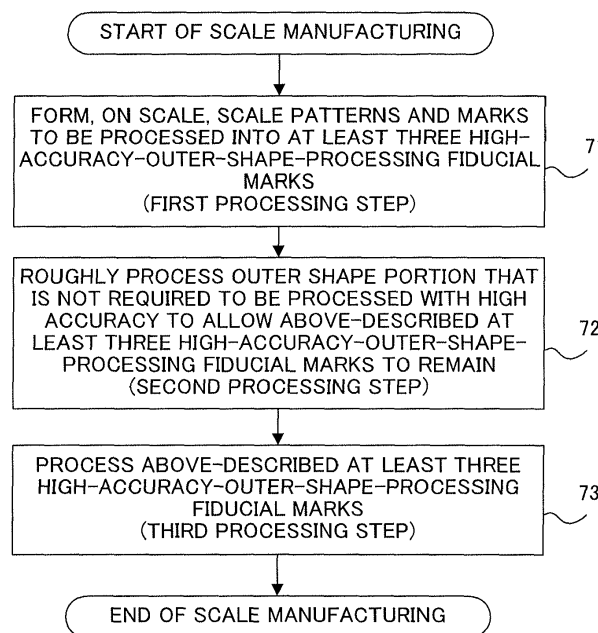 START OF SCALE MANUFACTURING
FORM, ON SCALE, SCALE PATTERNS AND MARKS
TO BE PROCESSED INTO AT LEAST THREE HIGH-
ACCURACY-OUTER-SHAPE-PROCESSING FIDUCIAL
MARKS
(FIRST PROCESSING STEP)
71
ROUGHLY PROCESS OUTER SHAPE PORTION THAT
IS NOT REQUIRED TO BE PROCESSED WITH HIGH
ACCURACY TO ALLOW ABOVE-DESCRIBED AT
LEAST THREE HIGH-ACCURACY-OUTER-SHAPE-
PROCESSING FIDUCIAL MARKS TO REMAIN
(SECOND PROCESSING STEP)
72
PROCESS ABOVE-DESCRIBED AT LEAST THREE
HIGH-ACCURACY-OUTER-SHAPE-PROCESSING
FIDUCIAL MARKS
(THIRD PROCESSING STEP)
73
END OF SCALE MANUFACTURING